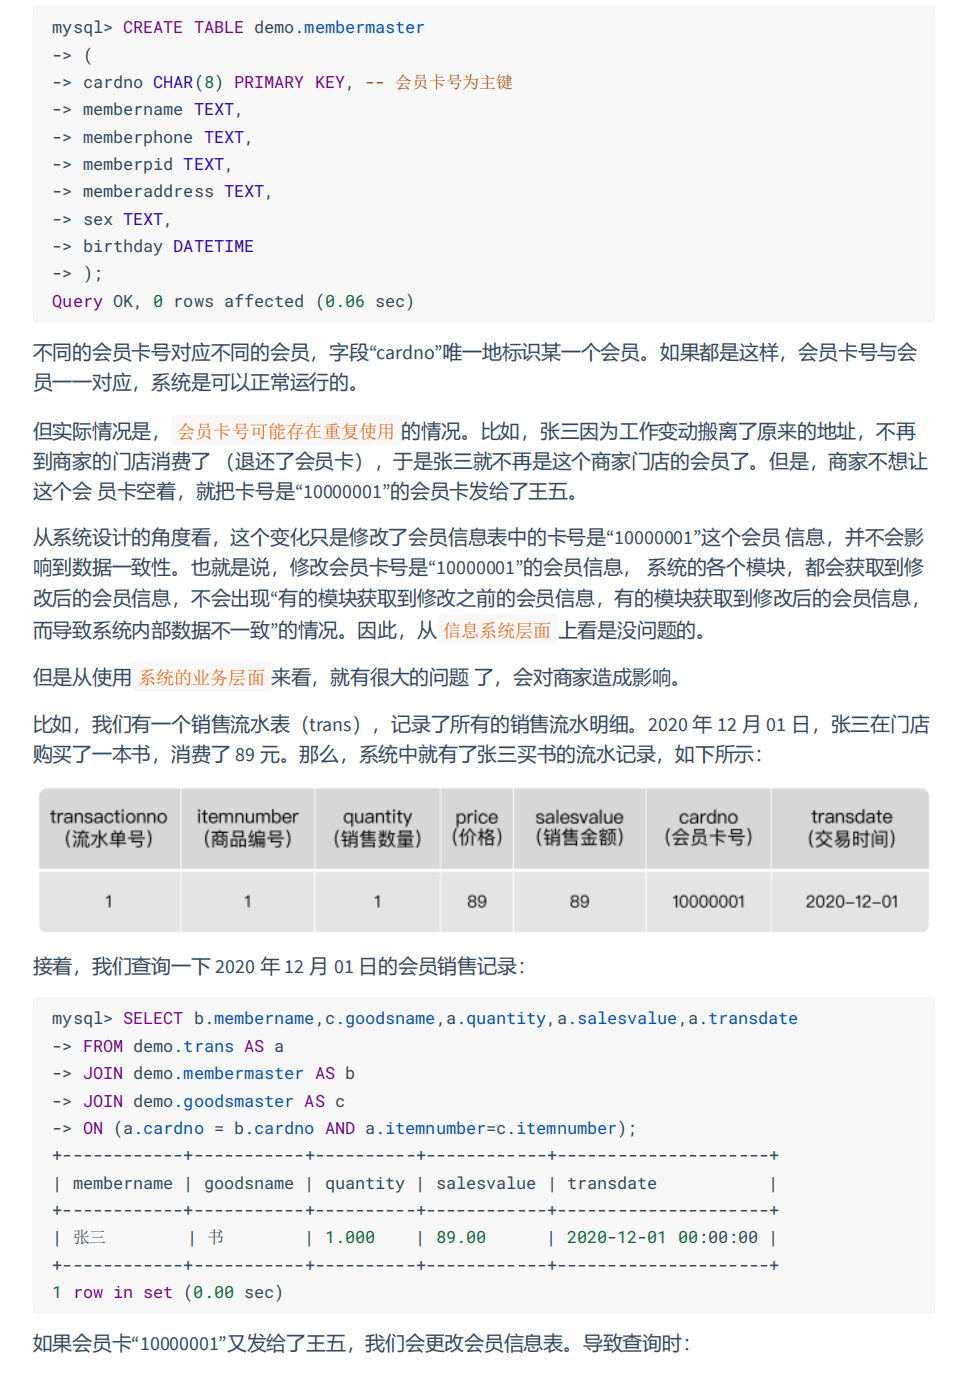 mysql> CREATE TABLE demo.membermaster
-> (
-> cardno CHAR(8) PRIMARY KEY, -- 会员卡号为主键
-> membername TEXT,
-> memberphone TEXT,
-> memberpid TEXT,
-> memberaddress TEXT,
-> sex TEXT,
-> birthday DATETIME
-> );
Query OK, 0 rows affected (0.06 sec)
不同的会员卡号对应不同的会员，字段“cardno”唯一地标识某一个会员。如果都是这样，会员卡号与会
员一一对应，系统是可以正常运行的。
但实际情况是， 会员卡号可能存在重复使用 的情况。比如，张三因为工作变动搬离了原来的地址，不再
到商家的门店消费了 （退还了会员卡），于是张三就不再是这个商家门店的会员了。但是，商家不想让
这个会 员卡空着，就把卡号是“10000001”的会员卡发给了王五。
从系统设计的角度看，这个变化只是修改了会员信息表中的卡号是“10000001”这个会员 信息，并不会影
响到数据一致性。也就是说，修改会员卡号是“10000001”的会员信息， 系统的各个模块，都会获取到修
改后的会员信息，不会出现“有的模块获取到修改之前的会员信息，有的模块获取到修改后的会员信息，
而导致系统内部数据不一致”的情况。因此，从 信息系统层面 上看是没问题的。
但是从使用 系统的业务层面 来看，就有很大的问题 了，会对商家造成影响。
比如，我们有一个销售流水表（trans），记录了所有的销售流水明细。2020 年 12 月 01 日，张三在门店
购买了一本书，消费了 89 元。那么，系统中就有了张三买书的流水记录，如下所示：
transactionno itemnumber quantity price salesvalue cardno transdate
（流水单号） （商品编号） （销售数量） （价格） （销售金额） （会员卡号） （交易时间）
1 1 1 89 89 10000001 2020-12-01
接着，我们查询一下 2020 年 12 月 01 日的会员销售记录：
mysql> SELECT b.membername,c.goodsname,a.quantity,a.salesvalue,a.transdate
-> FROM demo.trans AS a
-> JOIN demo.membermaster AS b
-> JOIN demo.goodsmaster AS c
-> ON (a.cardno = b.cardno AND a.itemnumber=c.itemnumber);
+------------+-----------+----------+------------+---------------------+
| membername | goodsname | quantity | salesvalue | transdate |
+------------+-----------+----------+------------+---------------------+
| 张三 | 书 | 1.000 | 89.00 | 2020-12-01 00:00:00 |
+------------+-----------+----------+------------+---------------------+
1 row in set (0.00 sec)
如果会员卡“10000001”又发给了王五，我们会更改会员信息表。导致查询时：